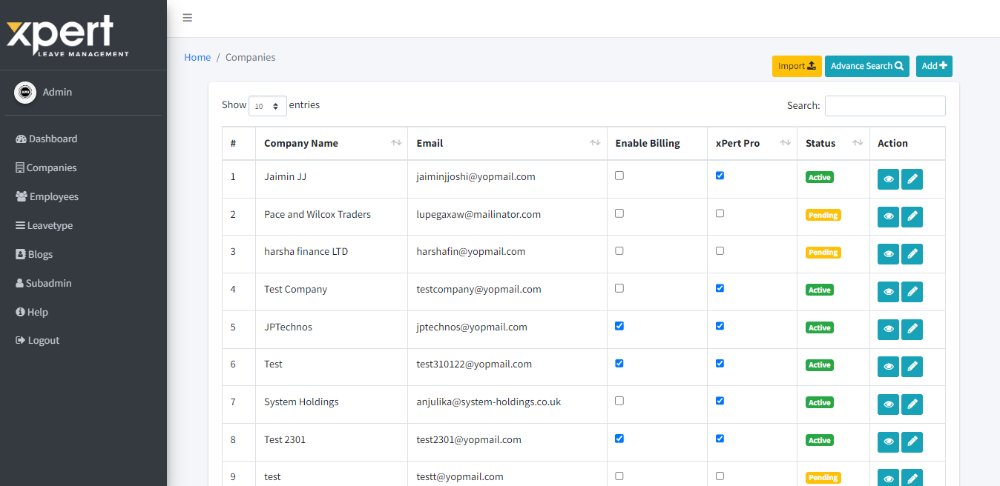 xpert
LEAVE MANAGEMENT
Admin
Dashboard
Companies
Employees
Leavetype
Blogs
Subadmin
Help
Logout
Home / Companies
Import Advance Search Add
Show 10 entries Search:
# Company Name Email Enable Billing xPert Pro Status Action
1 Jaimin JJ jaiminjjoshi@yopmail.com Active
2 Pace and Wilcox Traders lupegaxaw@mailinator.com Pending
3 harsha finance LTD harshafin@yopmail.com Pending
4 Test Company testcompany@yopmail.com Active
5 JPTechnos jptechnos@yopmail.com Active
6 Test test310122@yopmail.com Active
7 System Holdings anjulika@system-holdings.co.uk Active
8 Test 2301 test2301@yopmail.com Active
9 test testt@yopmail.com Pending